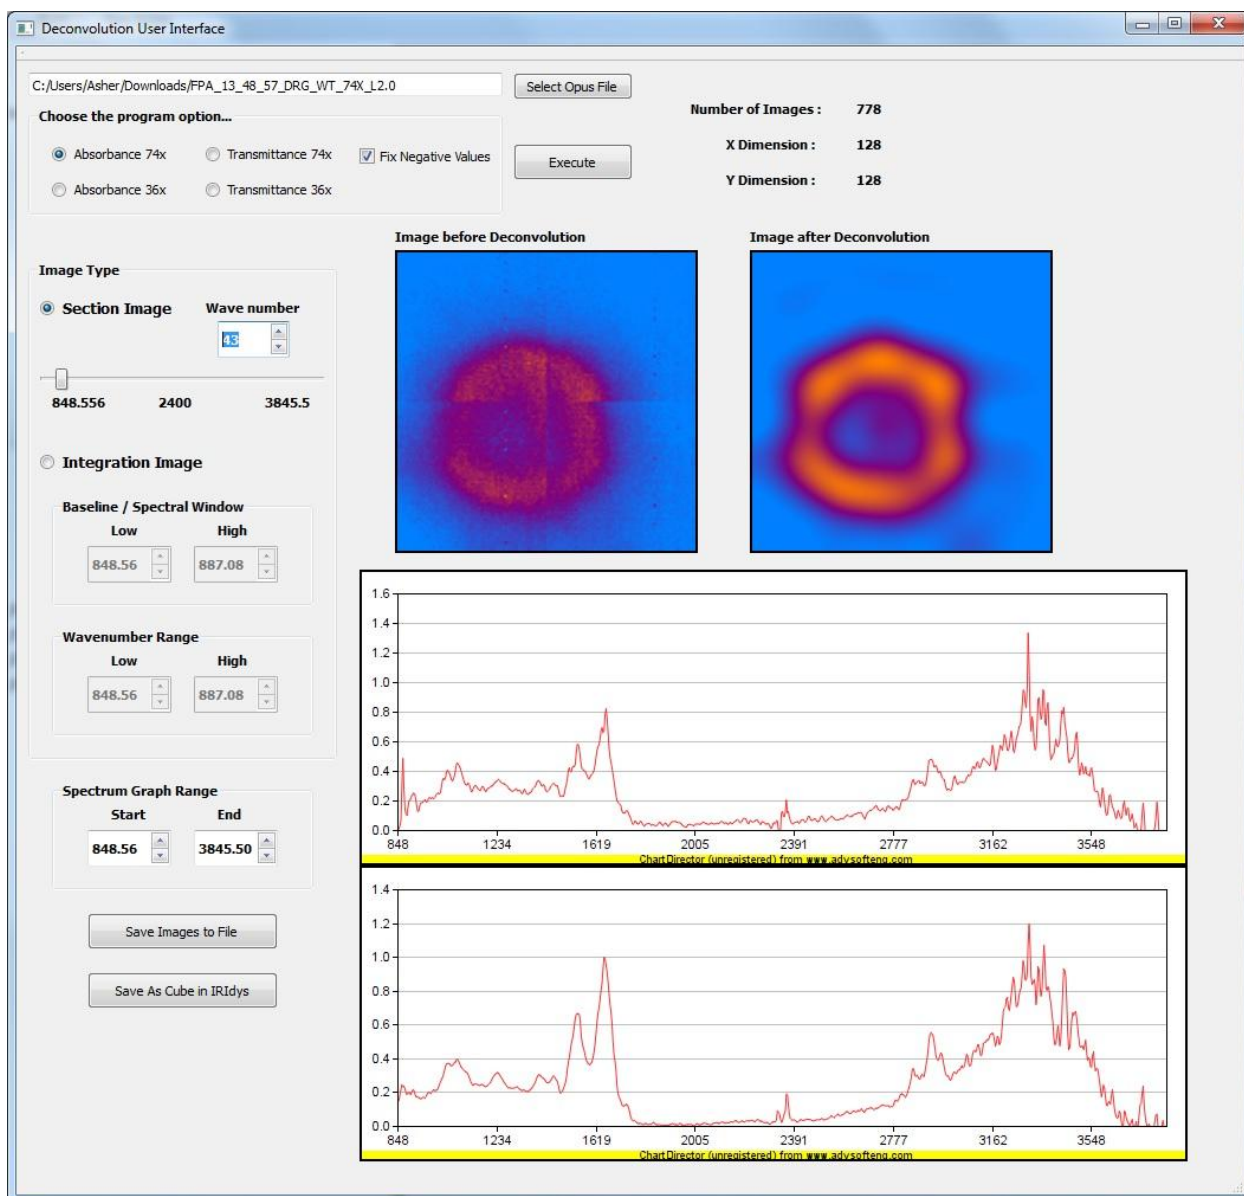 Deconvolution User Interface
C:/Users/Asher/Downloads/FPA_13_48_57_DRG_WT_74X_L2.0
Select Opus File
Choose the program option...
Absorbance 74x
Transmittance 74x
Fix Negative Values
Absorbance 36x
Transmittance 36x
Execute
Number of Images : 778
X Dimension : 128
Y Dimension : 128
Image before Deconvolution
Image after Deconvolution
Image Type
Section Image
Wave number
43
848.556 2400 3845.5
Integration Image
Baseline / Spectral Window
Low High
848.56 887.08
Wavenumber Range
Low High
848.56 887.08
Spectrum Graph Range
Start End
848.56 3845.50
Save Images to File
Save As Cube in IRIdys
1.6
1.4
1.2
1.0
0.8
0.6
0.4
0.2
0.0
848 1234 1619 2005 2391 2777 3162 3548
ChartDirector (unregistered) from www.advsofteng.com
1.4
1.2
1.0
0.8
0.6
0.4
0.2
0.0
848 1234 1619 2005 2391 2777 3162 3548
ChartDirector (unregistered) from www.advsofteng.com